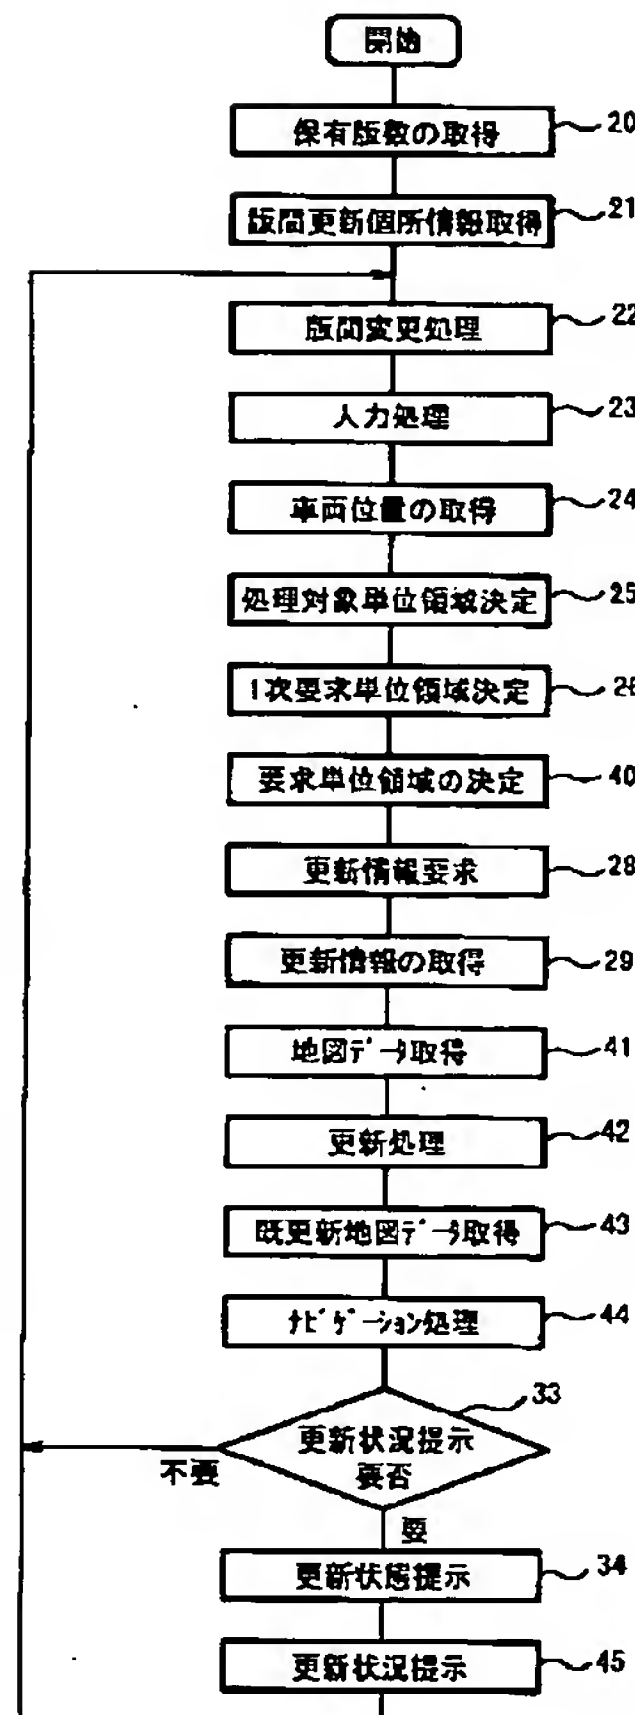 開始
保有版数の取得 20
版間更新個所情報取得 21
版間変更処理 22
入力処理 23
車両位置の取得 24
処理対象単位領域決定 25
1次要求単位領域決定 26
要求単位領域の決定 40
更新情報要求 28
更新情報の取得 29
地図データ取得 41
更新処理 42
既更新地図データ取得 43
ナビゲーション処理 44
33
更新状況提示
要否
不要
要
更新状態提示 34
更新状況提示 45